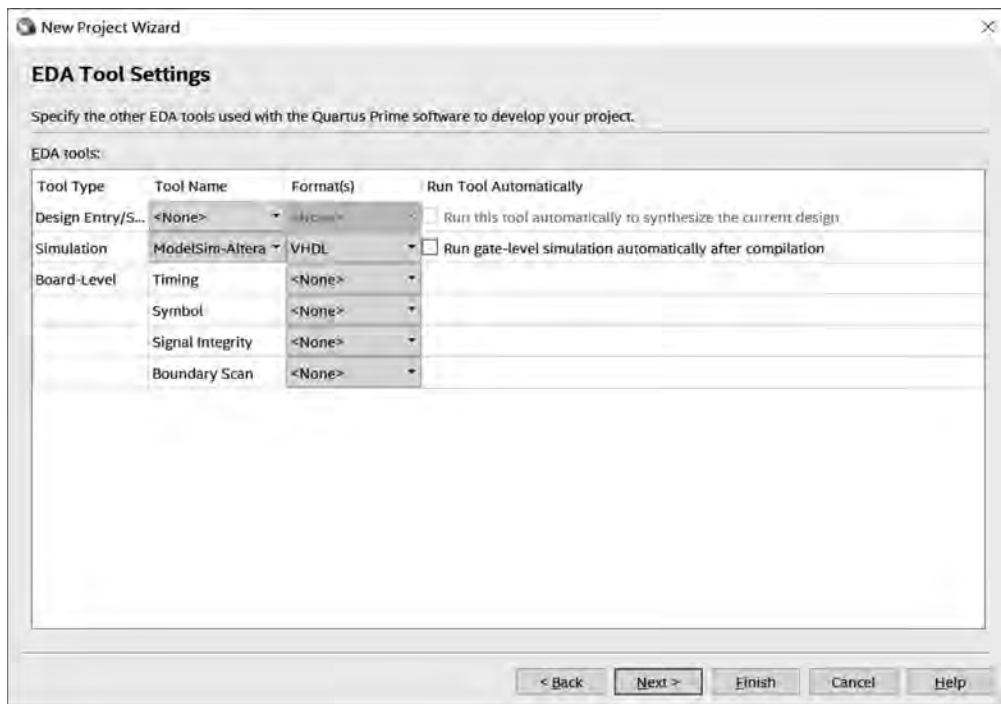 New Project Wizard
EDA Tool Settings
Specify the other EDA tools used with the Quartus Prime software to develop your project.
EDA tools:
Tool Type Tool Name Format(s) Run Tool Automatically
Design Entry/S... <None> <None> Run this tool automatically to synthesize the current design
Simulation ModelSim-Altera VHDL Run gate-level simulation automatically after compilation
Board-Level Timing <None>
Symbol <None>
Signal Integrity <None>
Boundary Scan <None>
< Back Next > Finish Cancel Help